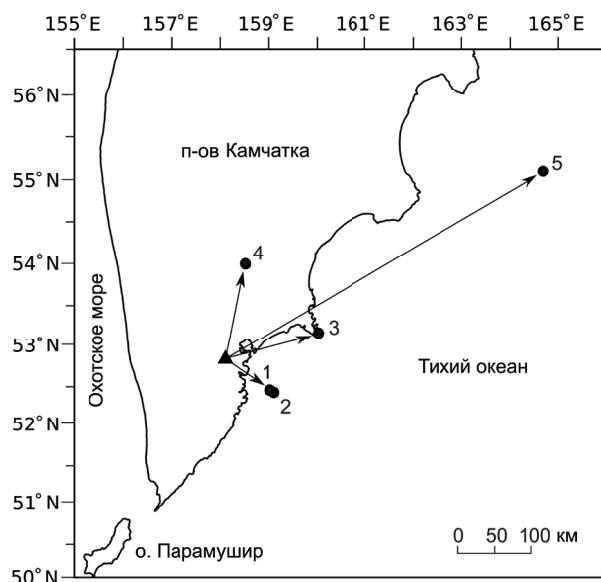 155°E 157°E 159°E 161°E 163°E 165°E
56°N
п-ов Камчатка
5
55°N
4
54°N
Охотское море
3
53°N
Тихий океан
1
2
52°N
51°N
0 50 100 км
о. Парамушир
50°N